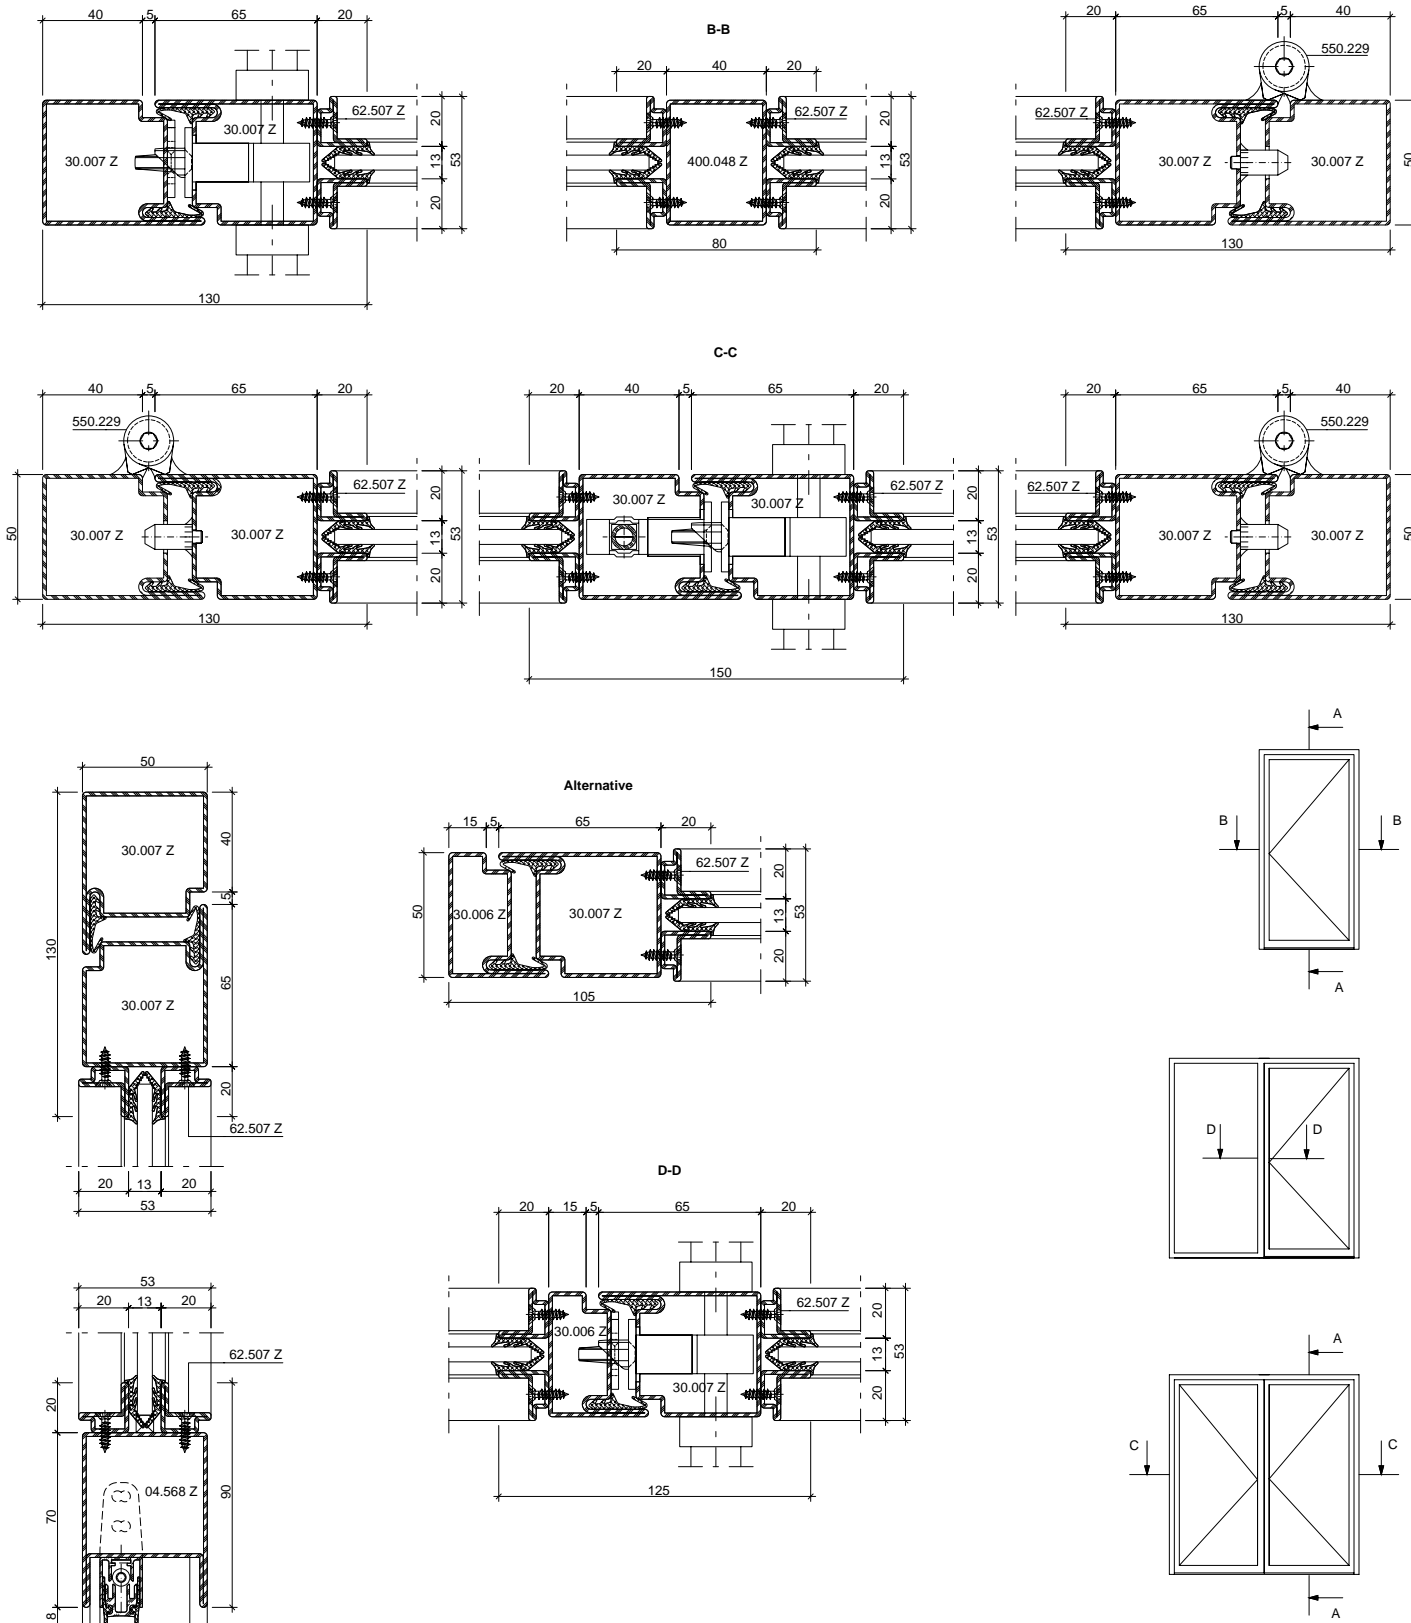 40 5 65 20
B-B
20 65 5 40
550.229
20 40 20
62.507 Z
62.507 Z
62.507 Z
30.007 Z
30.007 Z
400.048 Z
30.007 Z
30.007 Z
20 13 20 53
20 13 20 53
50
130
80
130
C-C
40 5 65 20
20 40 5 65 20
20 65 5 40
550.229
550.229
62.507 Z
62.507 Z
62.507 Z
30.007 Z
30.007 Z
30.007 Z
30.007 Z
30.007 Z
30.007 Z
50
20 13 20 53
20 13 20 53
50
130
130
150
A
50
Alternative
15 5 65 20
62.507 Z
30.007 Z
40
5
130
65
20
30.006 Z
30.007 Z
50
20 13 20 53
B
B
105
A
30.007 Z
62.507 Z
20 13 20
53
D-D
D
D
20 15 5 65 20
53
20 13 20
62.507 Z
62.507 Z
30.006 Z
30.007 Z
20 13 20 53
20
70
90
8
04.568 Z
125
A
C
C
A